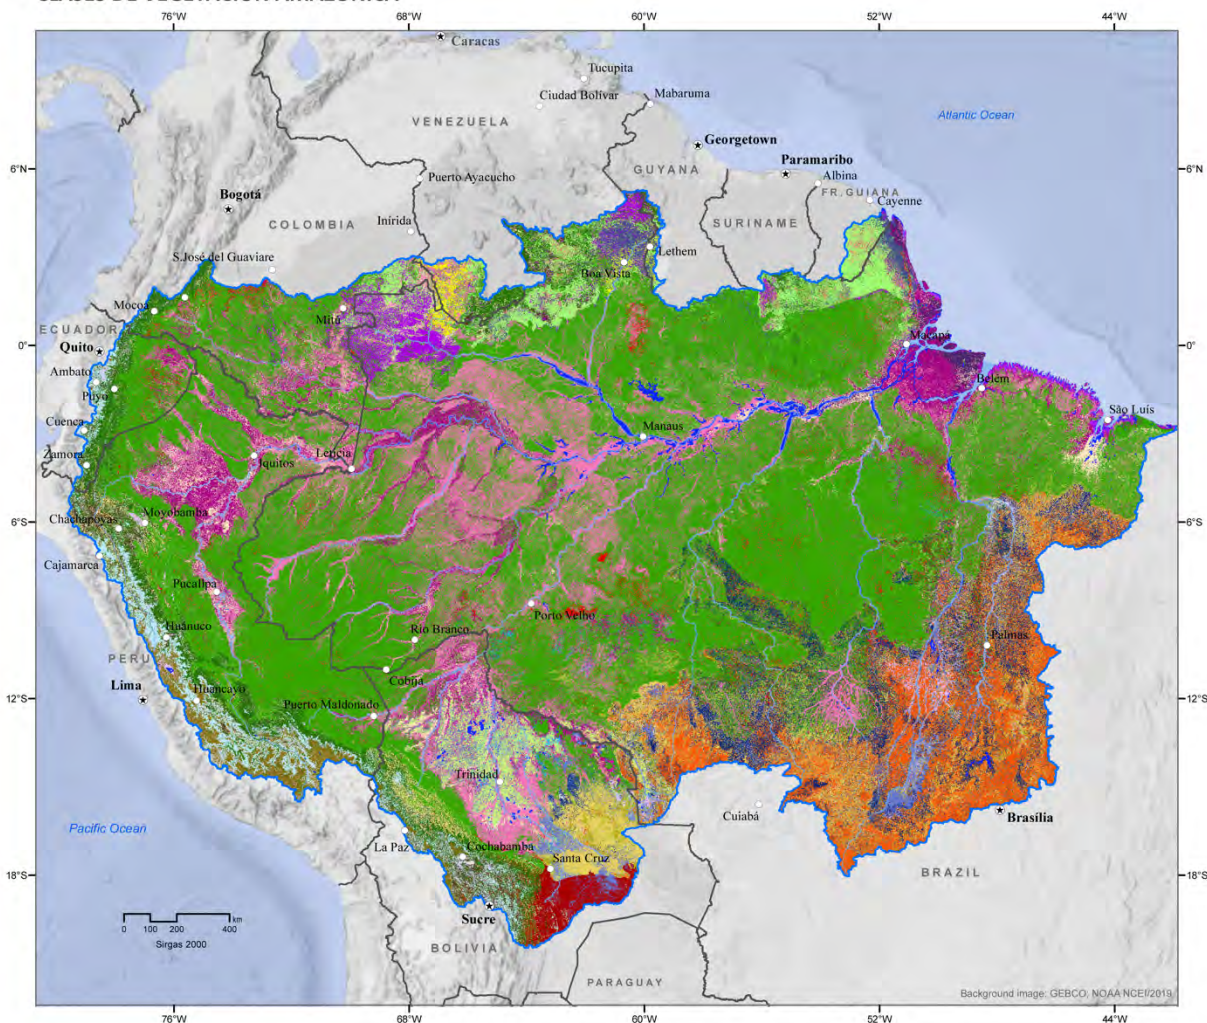 76°W
68°W
60°W
52°W
44°W
Caracas
Tucupita
Ciudad Bolívar
Mabaruma
VENEZUELA
Atlantic Ocean
Georgetown
6°N
6°N
GUYANA
Paramaribo
Puerto Ayacucho
Albina
Bogotá
FR.GUIANA
Cayenne
COLOMBIA
Inírida
SURINAME
S.José del Guaviare
Lethem
Boa Vista
Mocoa
Mitú
ECUADOR
Quito
0°
0°
Macapá
Ambato
Puyo
Belém
São Luís
Cuenca
Manaus
Zamora
Leticia
Iquitos
Moyobamba
Chachapoyas
6°S
6°S
Cajamarca
Pucallpa
Porto Velho
Huánuco
Rio Branco
Palmas
PERU
Cobija
Lima
Huancayo
12°S
12°S
Puerto Maldonado
Trinidad
Cuiabá
Brasília
Pacific Ocean
La Paz
Cochabamba
Santa Cruz
18°S
18°S
BRAZIL
Sucre
km
0 100 200 400
Sirgas 2000
BOLIVIA
PARAGUAY
Background image: GEBCO, NOAA NCEI/2019
76°W
68°W
60°W
52°W
44°W